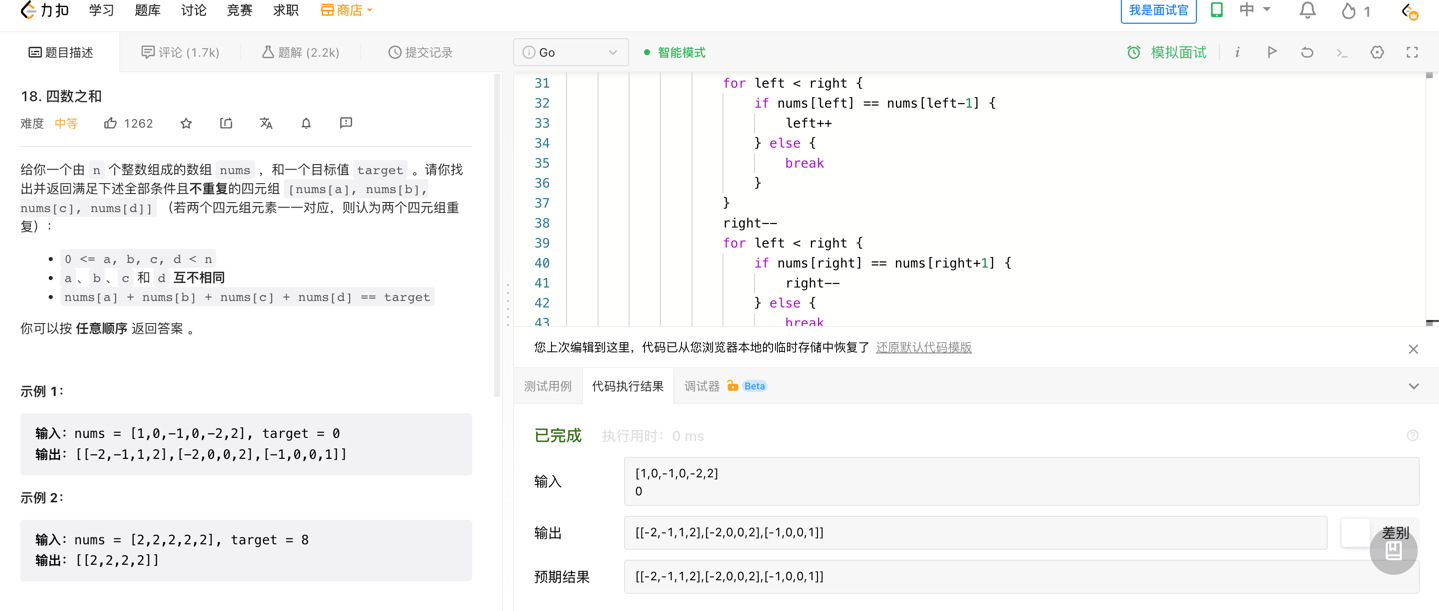 力扣 学习 题库 讨论 竞赛 求职 商店 我是面试官 中 1
题目描述 评论 (1.7k) 题解 (2.2k) 提交记录
Go 智能模式 模拟面试
18. 四数之和
难度 中等 1262
给你一个由 n 个整数组成的数组 nums ，和一个目标值 target 。请你找
出并返回满足下述全部条件且不重复的四元组 [nums[a], nums[b],
nums[c], nums[d]] （若两个四元组元素一一对应，则认为两个四元组重
复）：
0 <= a, b, c, d < n
a 、b 、c 和 d 互不相同
nums[a] + nums[b] + nums[c] + nums[d] == target
你可以按 任意顺序 返回答案 。
示例 1：
输入：nums = [1,0,-1,0,-2,2], target = 0
输出：[[-2,-1,1,2],[-2,0,0,2],[-1,0,0,1]]
示例 2：
输入：nums = [2,2,2,2,2], target = 8
输出：[[2,2,2,2]]
31 for left < right {
32 if nums[left] == nums[left-1] {
33 left++
34 } else {
35 break
36 }
37 }
38 right--
39 for left < right {
40 if nums[right] == nums[right+1] {
41 right--
42 } else {
43 break
您上次编辑到这里，代码已从您浏览器本地的临时存储中恢复了 还原默认代码模版
测试用例 代码执行结果 调试器 Beta
已完成 执行用时：0 ms
输入
[1,0,-1,0,-2,2]
0
输出
[[-2,-1,1,2],[-2,0,0,2],[-1,0,0,1]]
差别
预期结果
[[-2,-1,1,2],[-2,0,0,2],[-1,0,0,1]]